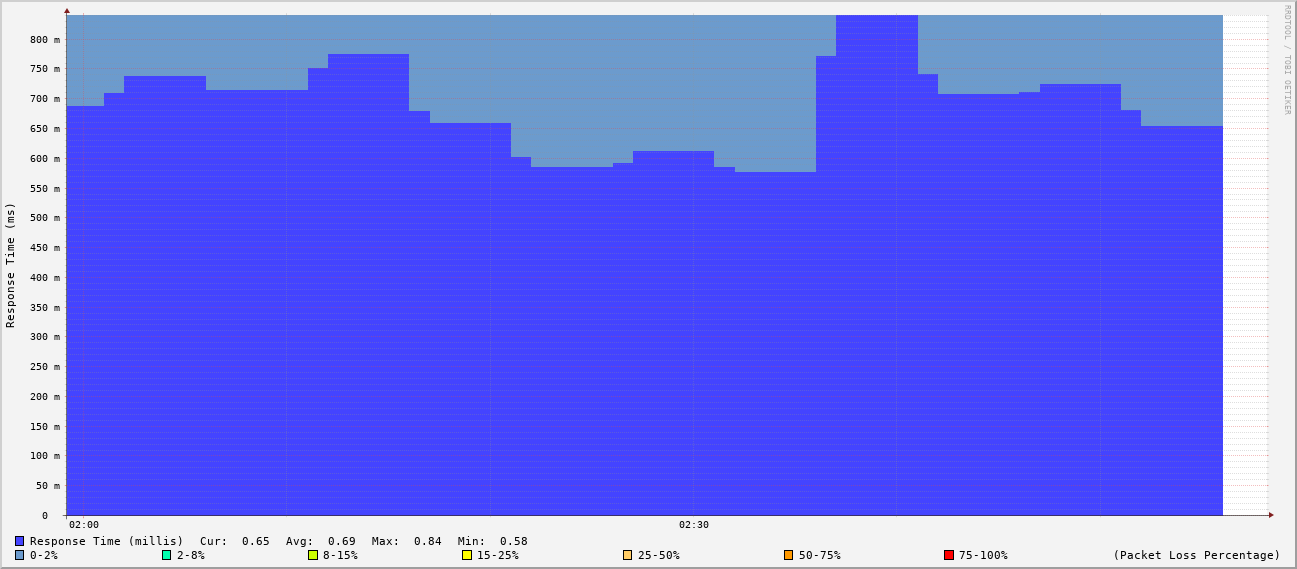 RRDTOOL / TOBI OETIKER
Response Time (ms)
800 m
750 m
700 m
650 m
600 m
550 m
500 m
450 m
400 m
350 m
300 m
250 m
200 m
150 m
100 m
50 m
0
02:00 02:30
Response Time (millis) Cur: 0.65 Avg: 0.69 Max: 0.84 Min: 0.58
0-2% 2-8% 8-15% 15-25% 25-50% 50-75% 75-100% (Packet Loss Percentage)